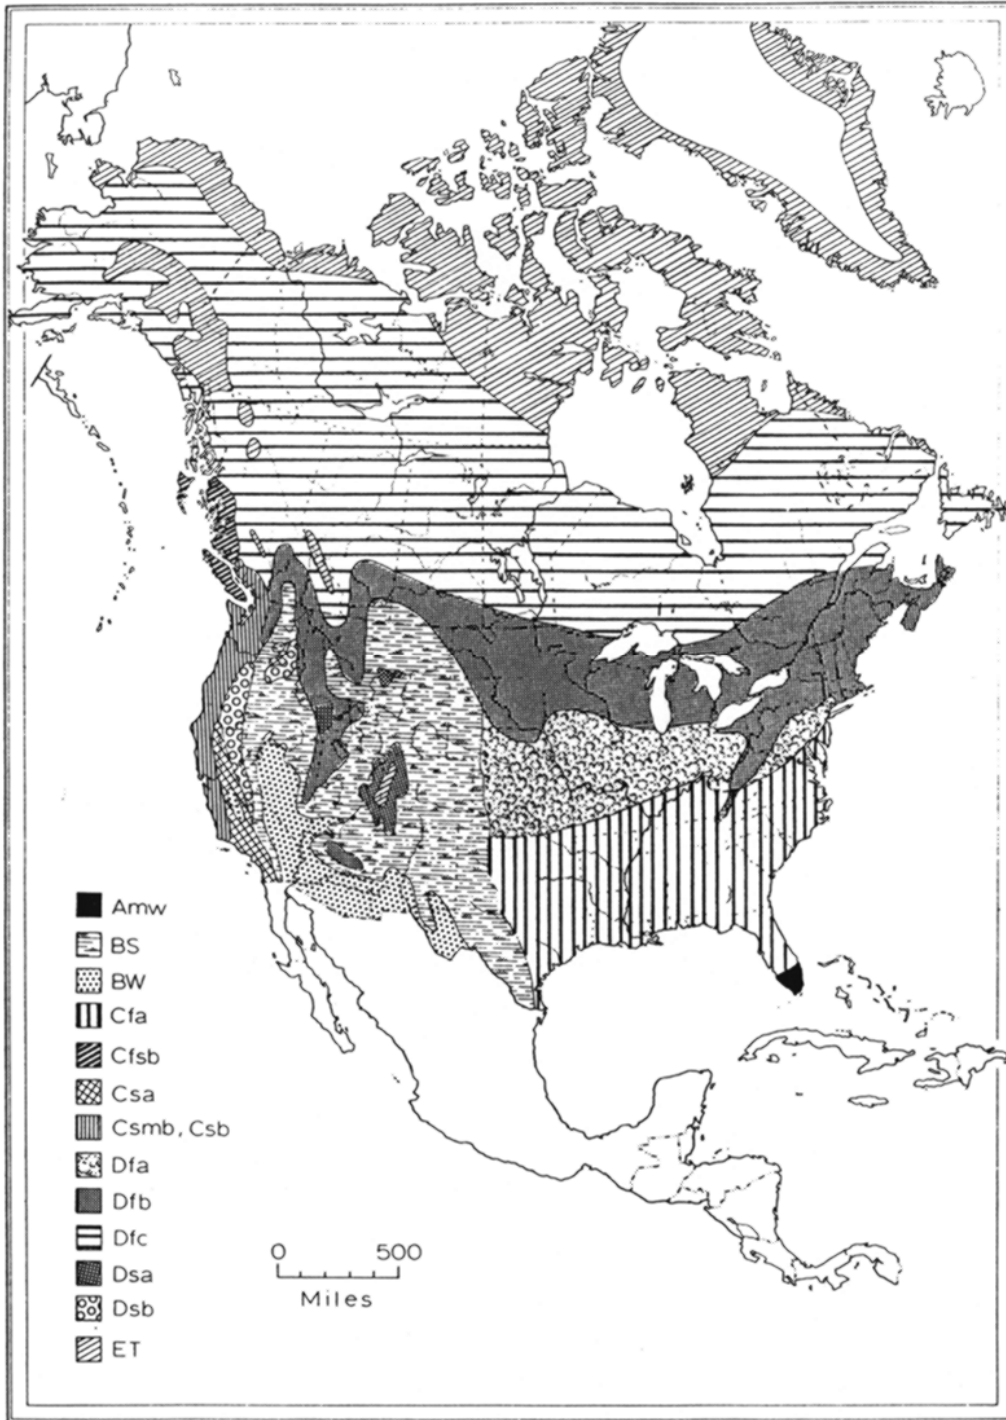 Amw
BS
BW
Cfa
Cfsb
Csa
Csmb, Csb
Dfa
Dfb
Dfc
Dsa
Dsb
ET
0 500
Miles